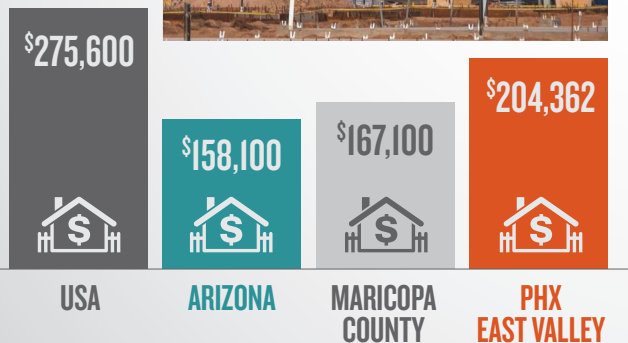 $275,600
$158,100
$167,100
$204,362
$
$
$
$
USA
ARIZONA
MARICOPA
COUNTY
PHX
EAST VALLEY